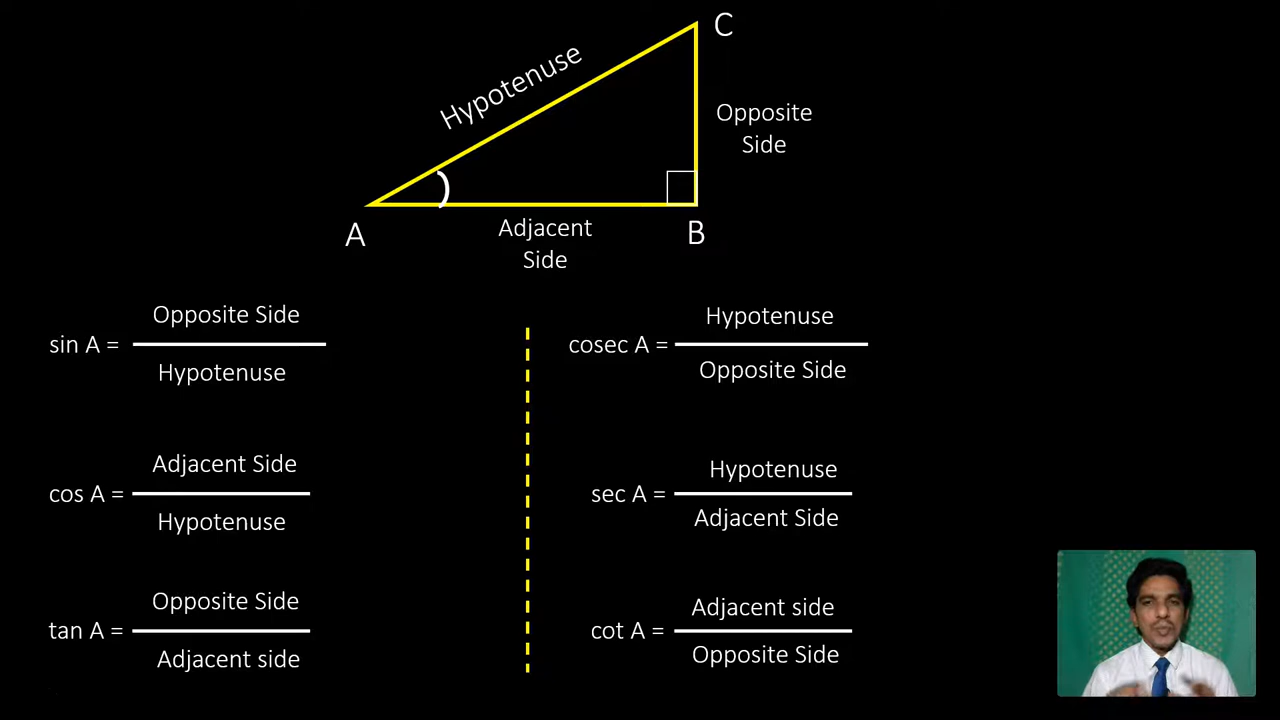 C
Hypotenuse
Opposite
Side
A
Adjacent
Side
B
sin A =
Opposite Side
Hypotenuse
cosec A =
Hypotenuse
Opposite Side
cos A =
Adjacent Side
Hypotenuse
sec A =
Hypotenuse
Adjacent Side
tan A =
Opposite Side
Adjacent side
cot A =
Adjacent side
Opposite Side